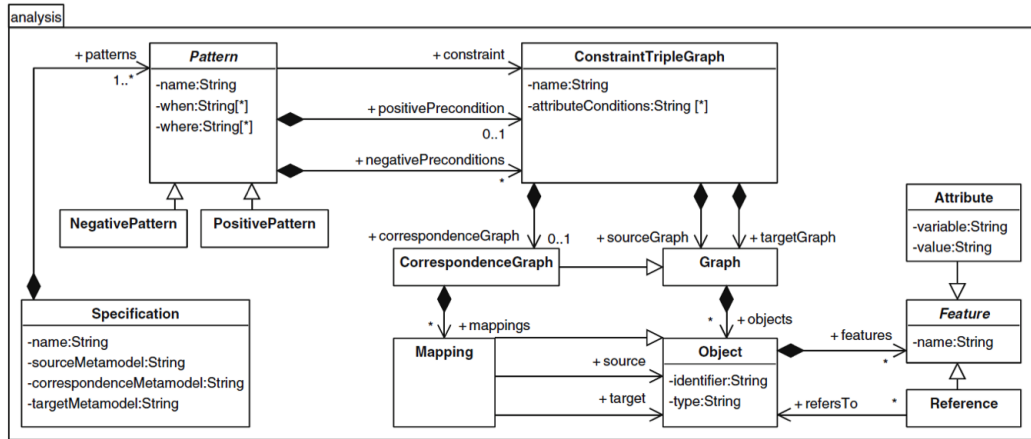 analysis
+ patterns
1..*
Pattern
-name:String
-when:String[*]
-where:String[*]
+ constraint
+ positivePrecondition
0..1
+ negativePreconditions
*
ConstraintTripleGraph
-name:String
-attributeConditions:String [*]
NegativePattern
PositivePattern
Attribute
-variable:String
-value:String
+ correspondenceGraph
0..1
+ sourceGraph
+ targetGraph
CorrespondenceGraph
Graph
Specification
-name:String
-sourceMetamodel:String
-correspondenceMetamodel:String
-targetMetamodel:String
* + mappings
* + objects
Feature
-name:String
Mapping
+ source
+ target
Object
-identifier:String
-type:String
+ features
*
+ refersTo
*
Reference